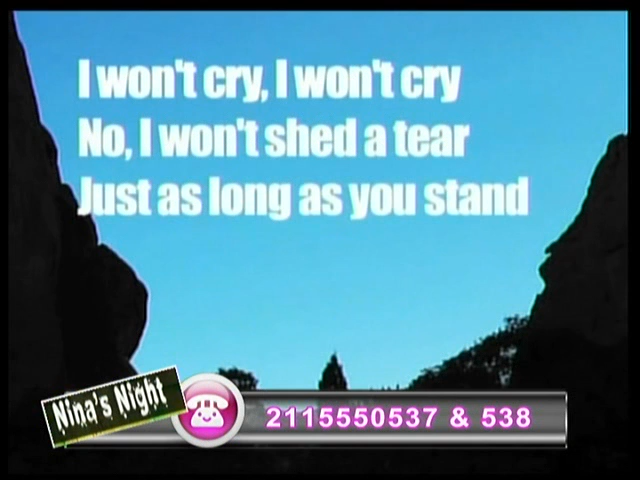 I won't cry, I won't cry
No, I won't shed a tear
Just as long as you stand
Nina's Night
2115550537 & 538